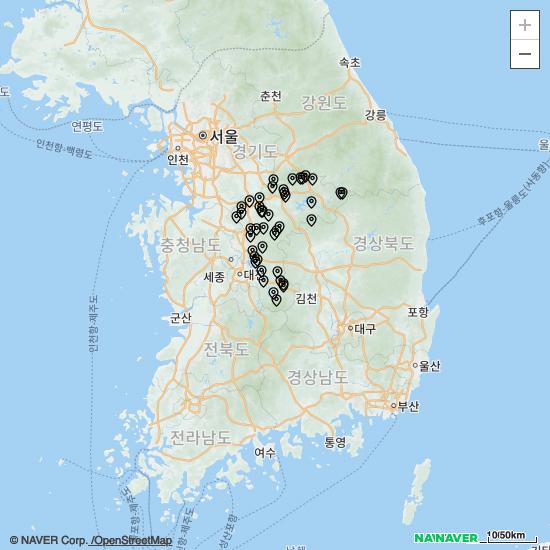 +
−
속초
춘천
강원도
강릉
도
연평도
서울
인천항-백령도
인천
경기도
울
후포항-울릉도(사동항)
충청남도
경상북도
세종
대전
김천
인천항-제주도
군산
포항
대구
전북도
울산
경상남도
부산
전라남도
통영
여수
© NAVER Corp. /OpenStreetMap
NAVER
10/50km